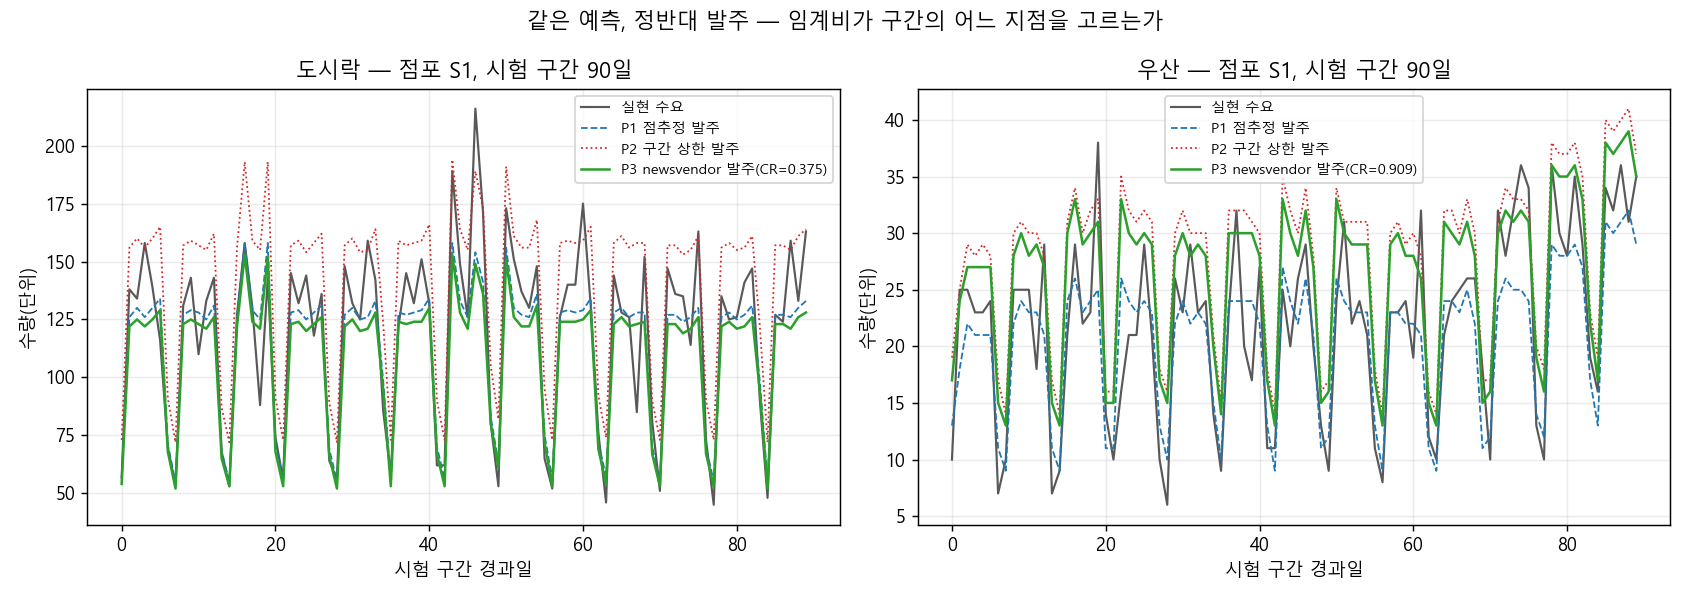 같은 예측, 정반대 발주 — 임계비가 구간의 어느 지점을 고르는가
도시락 — 점포 S1, 시험 구간 90일
수량(단위)
200
175
150
125
100
75
50
실현 수요
P1 점추정 발주
P2 구간 상한 발주
P3 newsvendor 발주(CR=0.375)
0
20
40
60
80
시험 구간 경과일
우산 — 점포 S1, 시험 구간 90일
수량(단위)
40
35
30
25
20
15
10
5
실현 수요
P1 점추정 발주
P2 구간 상한 발주
P3 newsvendor 발주(CR=0.909)
0
20
40
60
80
시험 구간 경과일